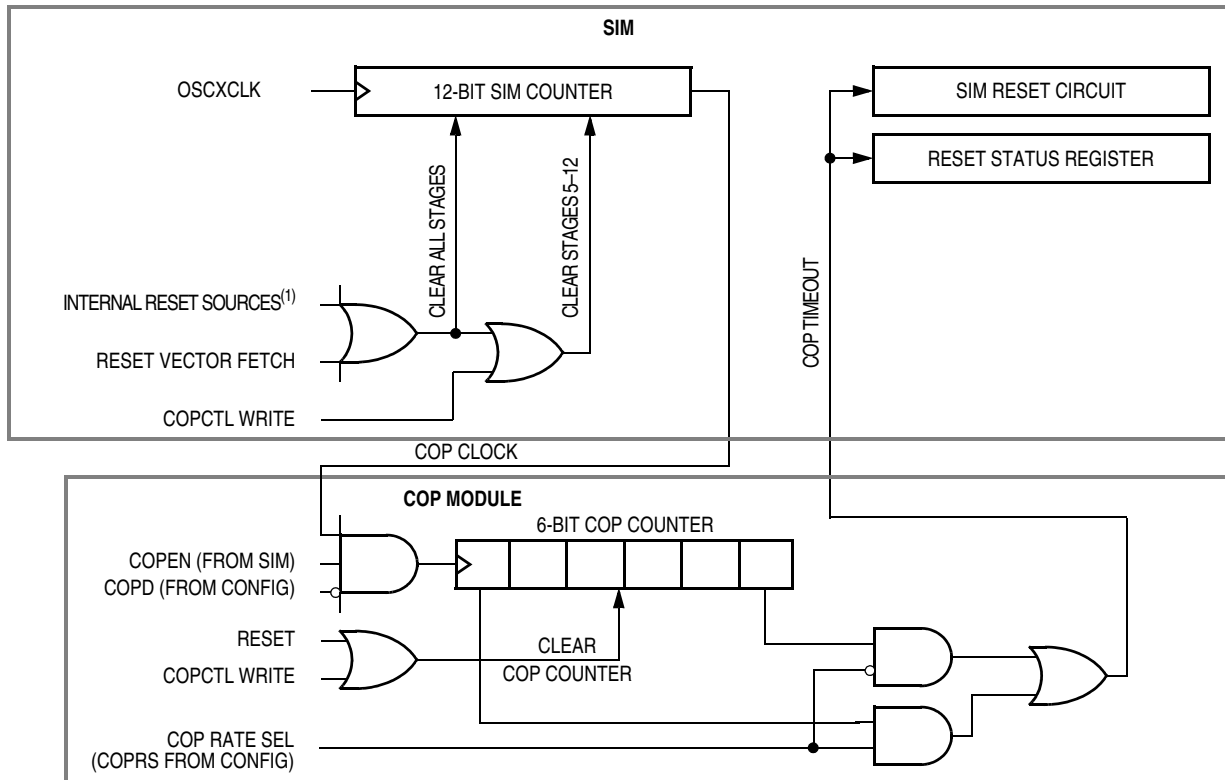 SIM
OSCXCLK
12-BIT SIM COUNTER
SIM RESET CIRCUIT
RESET STATUS REGISTER
CLEAR ALL STAGES
CLEAR STAGES 5–12
COP TIMEOUT
INTERNAL RESET SOURCES(1)
RESET VECTOR FETCH
COPCTL WRITE
COP CLOCK
COP MODULE
6-BIT COP COUNTER
COPEN (FROM SIM)
COPD (FROM CONFIG)
RESET
CLEAR
COPCTL WRITE
COP COUNTER
COP RATE SEL
(COPRS FROM CONFIG)